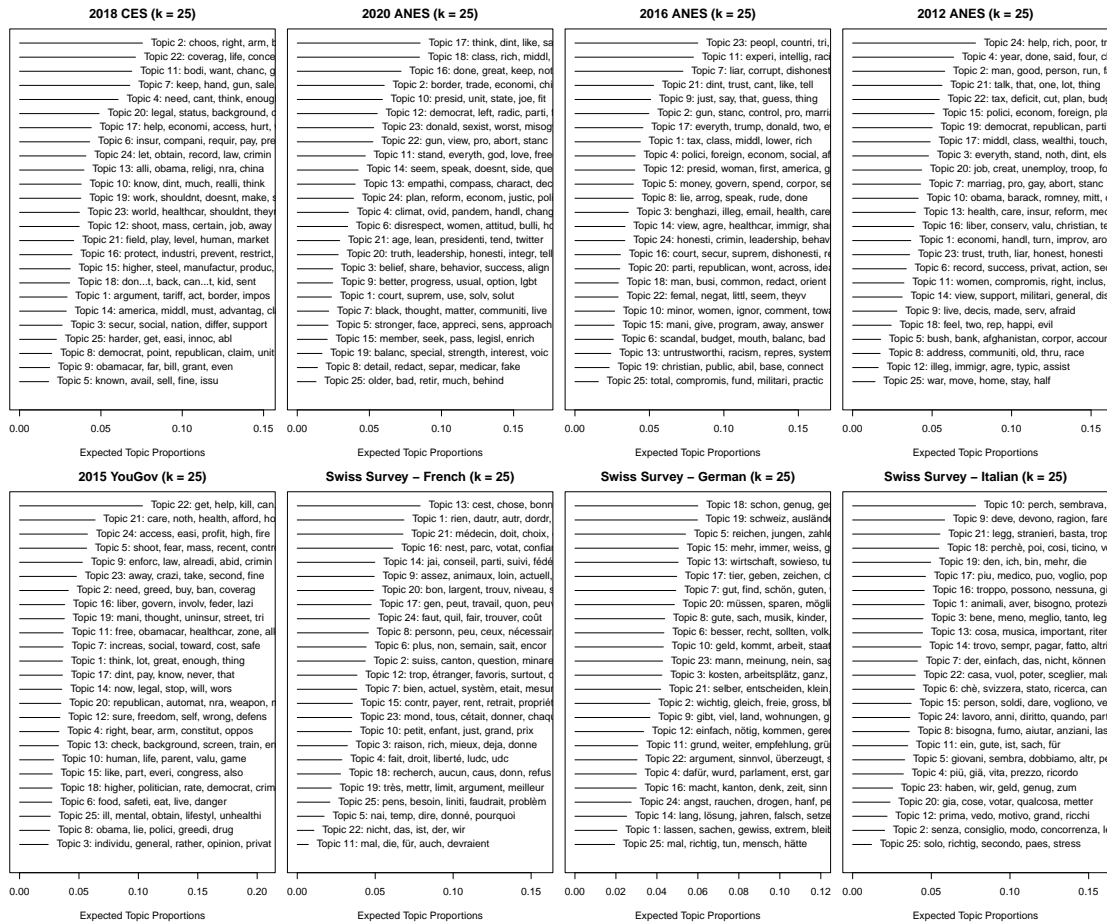 2018 CES (k = 25)
Topic 2: choos, right, arm,
Topic 22: coverag, life, conce
Topic 11: bodi, want, chanc, g
Topic 7: keep, hand, gun, sale
Topic 4: need, cant, think, enoug
Topic 20: legal, status, background, c
Topic 17: help, economi, access, hurt,
Topic 6: insur, compani, requir, pay, pre
Topic 24: let, obtain, record, law, crimin
Topic 13: alli, obama, religi, nra, china
Topic 10: know, dint, much, realli, think
Topic 19: work, shouldnt, doesnt, make, s
Topic 23: world, healthcar, shouldnt, they
Topic 12: shoot, mass, certain, job, away
Topic 21: field, play, level, human, market
Topic 16: protect, industri, prevent, restrict,
Topic 15: higher, steel, manufactur, produc,
Topic 18: don...t, back, can...t, kid, sent
Topic 1: argument, tariff, act, border, impos
Topic 14: america, middl, must, advantag, cl
Topic 3: secur, social, nation, differ, support
Topic 25: harder, get, easi, innoc, abl
Topic 8: democrat, point, republican, claim, unit
Topic 9: obamacar, far, bill, grant, even
Topic 5: known, avail, sell, fine, issu
0.00 0.05 0.10 0.15
Expected Topic Proportions
2020 ANES (k = 25)
Topic 17: think, dint, like, sa
Topic 18: class, rich, middl,
Topic 16: done, great, keep, not
Topic 2: border, trade, economi, chi
Topic 10: presid, unit, state, joe, fit
Topic 12: democrat, left, radic, parti,
Topic 23: donald, sexist, worst, misog
Topic 22: gun, view, pro, abort, stanc
Topic 11: stand, everyth, god, love, free
Topic 14: seem, speak, doesnt, side, que
Topic 13: empathi, compass, charact, dec
Topic 24: plan, reform, econom, justic, poli
Topic 4: climat, ovid, pandem, handl, chang
Topic 6: disrespect, women, attitud, bulli, ho
Topic 21: age, lean, presidenti, tend, twitter
Topic 20: truth, leadership, honesti, integr, tell
Topic 3: belief, share, behavior, success, align
Topic 9: better, progress, usual, option, lgbt
Topic 1: court, suprem, use, solv, solut
Topic 7: black, thought, matter, communiti, live
Topic 5: stronger, face, appreci, sens, approach
Topic 15: member, seek, pass, legisl, enrich
Topic 19: balanc, special, strength, interest, voic
Topic 8: detail, redact, separ, medicar, fake
Topic 25: older, bad, retir, much, behind
0.00 0.05 0.10 0.15
Expected Topic Proportions
2016 ANES (k = 25)
Topic 23: peopl, countri, tri,
Topic 11: experi, intellig, raci
Topic 7: liar, corrupt, dishonest
Topic 21: dint, trust, cant, like, tell
Topic 9: just, say, that, guess, thing
Topic 2: gun, stanc, control, pro, marri
Topic 17: everyth, trump, donald, two, e
Topic 1: tax, class, middl, lower, rich
Topic 4: polici, foreign, econom, social, af
Topic 12: presid, woman, first, america, g
Topic 5: money, govern, spend, corpor, se
Topic 8: lie, arrog, speak, rude, done
Topic 3: benghazi, illeg, email, health, care
Topic 14: view, agre, healthcar, immigr, sha
Topic 24: honesti, crimin, leadership, behav
Topic 16: court, secur, suprem, dishonesti, r
Topic 20: parti, republican, wont, across, idea
Topic 18: man, busi, common, redact, orient
Topic 22: femal, negat, littl, seem, theyv
Topic 10: minor, women, ignor, comment, tow
Topic 15: mani, give, program, away, answer
Topic 6: scandal, budget, mouth, balanc, bad
Topic 13: untrustworthi, racism, repres, system
Topic 19: christian, public, abil, base, connect
Topic 25: total, compromis, fund, militari, practic
0.00 0.05 0.10 0.15
Expected Topic Proportions
2012 ANES (k = 25)
Topic 24: help, rich, poor, tr
Topic 4: year, done, said, four, c
Topic 2: man, good, person, run, f
Topic 21: talk, that, one, lot, thing
Topic 22: tax, deficit, cut, plan, budg
Topic 15: polici, econom, foreign, pla
Topic 19: democrat, republican, parti
Topic 17: middl, class, wealthi, touch,
Topic 3: everyth, stand, noth, dint, els
Topic 20: job, creat, unemploy, troop, fo
Topic 7: marriag, pro, gay, abort, stanc
Topic 10: obama, barack, romney, mitt,
Topic 13: health, care, insur, reform, med
Topic 16: liber, conserv, valu, christian, te
Topic 1: economi, handl, turn, improv, aro
Topic 23: trust, truth, liar, honest, honesti
Topic 6: record, success, privat, action, sec
Topic 11: women, compromis, right, inclus,
Topic 14: view, support, militari, general, dis
Topic 9: live, decis, made, serv, afraid
Topic 18: feel, two, rep, happi, evil
Topic 5: bush, bank, afghanistan, corpor, accour
Topic 8: address, communiti, old, thru, race
Topic 12: illeg, immigr, agre, typic, assist
Topic 25: war, move, home, stay, half
0.00 0.05 0.10 0.15
Expected Topic Proportions
2015 YouGov (k = 25)
Topic 22: get, help, kill, can
Topic 21: care, noth, health, afford, ho
Topic 24: access, easi, profit, high, fire
Topic 5: shoot, fear, mass, recent, contr
Topic 9: enforc, law, alreadi, abid, crimin
Topic 23: away, crazi, take, second, fine
Topic 2: need, greed, buy, ban, coverag
Topic 16: liber, govern, involv, feder, lazi
Topic 19: mani, thought, uninsur, street, tri
Topic 11: free, obamacar, healthcar, zone, all
Topic 7: increas, social, toward, cost, safe
Topic 1: think, lot, great, enough, thing
Topic 17: dint, pay, know, never, that
Topic 14: now, legal, stop, will, wors
Topic 20: republican, automat, nra, weapon, r
Topic 12: sure, freedom, self, wrong, defens
Topic 4: right, bear, arm, constitut, oppos
Topic 13: check, background, screen, train, en
Topic 10: human, life, parent, valu, game
Topic 15: like, part, everi, congress, also
Topic 18: higher, politician, rate, democrat, crim
Topic 6: food, safeti, eat, live, danger
Topic 25: ill, mental, obtain, lifestyl, unhealthi
Topic 8: obama, lie, polici, greedi, drug
Topic 3: individu, general, rather, opinion, privat
0.00 0.05 0.10 0.15 0.20
Expected Topic Proportions
Swiss Survey – French (k = 25)
Topic 13: cest, chose, bonn
Topic 1: rien, dautr, autr, dordr,
Topic 21: médecin, doit, choix,
Topic 16: nest, parc, votat, confia
Topic 14: jai, conseil, parti, suivi, fédé
Topic 9: assez, animaux, loin, actuell,
Topic 20: bon, largent, trouv, niveau, s
Topic 17: gen, peut, travail, quon, peu
Topic 24: faut, quil, fair, trouver, coût
Topic 8: personn, peu, ceux, nécessair
Topic 6: plus, non, semain, sait, encor
Topic 2: suiss, canton, question, minare
Topic 12: trop, étranger, favoris, surtout, c
Topic 7: bien, actuel, systèm, etait, mesur
Topic 15: contr, payer, rent, retrait, propriét
Topic 23: mond, tous, cétait, donner, chaqu
Topic 10: petit, enfant, just, grand, prix
Topic 3: raison, rich, mieux, deja, donne
Topic 4: fait, droit, liberté, ludc, udc
Topic 18: recherch, aucun, caus, donn, refus
Topic 19: très, mettr, limit, argument, meilleur
Topic 25: pens, besoin, liniti, faudrait, problèm
Topic 5: nai, temp, dire, donné, pourquoi
Topic 22: nicht, das, ist, der, wir
Topic 11: mal, die, für, auch, devraient
0.00 0.05 0.10 0.15
Expected Topic Proportions
Swiss Survey – German (k = 25)
Topic 18: schon, genug, ge
Topic 19: schweiz, auslände
Topic 5: reichen, jungen, zahle
Topic 15: mehr, immer, weiss, g
Topic 13: wirtschaft, sowieso, tu
Topic 17: tier, geben, zeichen, c
Topic 7: gut, find, schön, guten,
Topic 20: müssen, sparen, mögli
Topic 8: gute, sach, musik, kinder,
Topic 6: besser, recht, sollten, volk,
Topic 10: geld, kommt, arbeit, staat
Topic 23: mann, meinung, nein, sag
Topic 3: kosten, arbeitsplätz, ganz,
Topic 21: selber, entscheiden, klein,
Topic 2: wichtig, gleich, freie, gross, bl
Topic 9: gibt, viel, land, wohnungen, g
Topic 12: einfach, nötig, kommen, gere
Topic 11: grund, weiter, empfehlung, grü
Topic 22: argument, sinnvol, überzeugt, s
Topic 4: dafür, wurd, parlament, erst, gar
Topic 16: macht, kanton, denk, zeit, sinn
Topic 24: angst, rauchen, drogen, hanf, pe
Topic 14: lang, lösung, jahren, falsch, setze
Topic 1: lassen, sachen, gewiss, extrem, bleib
Topic 25: mal, richtig, tun, mensch, hätte
0.00 0.02 0.04 0.06 0.08 0.10 0.12
Expected Topic Proportions
Swiss Survey – Italian (k = 25)
Topic 10: perch, sembrava,
Topic 9: deve, devono, ragion, fare
Topic 21: legg, stranieri, basta, trop
Topic 18: perchè, poi, cosi, ticino, v
Topic 19: den, ich, bin, mehr, die
Topic 17: piu, medico, puo, voglio, pop
Topic 16: troppo, possono, nessuna, gi
Topic 1: animali, aver, bisogno, protezi
Topic 3: bene, meno, meglio, tanto, leg
Topic 13: cosa, musica, important, riter
Topic 14: trovo, sempr, pagar, fatto, altri
Topic 7: der, einfach, das, nicht, können
Topic 22: casa, vuol, poter, sceglier, mal
Topic 6: chè, svizzera, stato, ricerca, can
Topic 15: person, soldi, dare, vogliono, ve
Topic 24: lavoro, anni, diritto, quando, part
Topic 8: bisogna, fumo, aiutar, anziani, las
Topic 11: ein, gute, ist, sach, für
Topic 5: giovani, sembra, dobbiamo, altr, pe
Topic 4: più, già, vita, prezzo, ricordo
Topic 23: haben, wir, geld, genug, zum
Topic 20: gia, cose, votar, qualcosa, metter
Topic 12: prima, vedo, motivo, grand, ricchi
Topic 2: senza, consiglio, modo, concorrenza, l
Topic 25: solo, richtig, secondo, paes, stress
0.00 0.05 0.10 0.15
Expected Topic Proportions